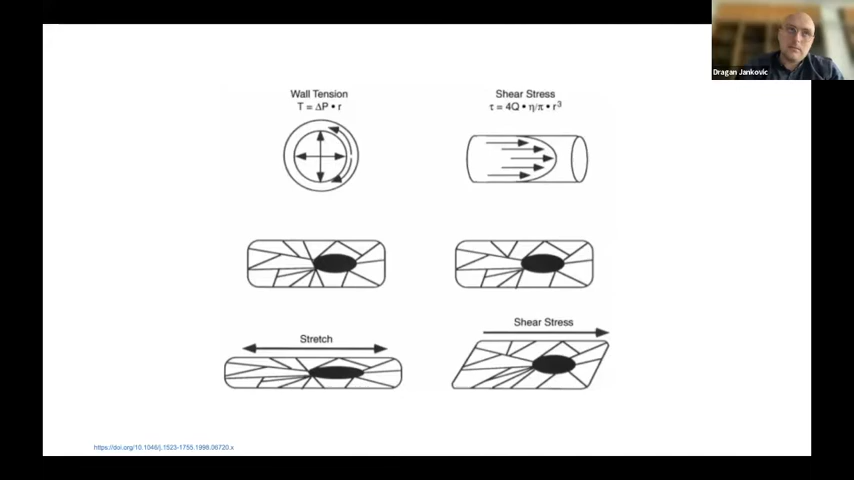 Dragan Jankovic
Wall Tension
T = ΔP • r
Shear Stress
τ = 4Q • η/π • r³
Stretch
Shear Stress
https://doi.org/10.1046/j.1523-1755.1998.06720.x